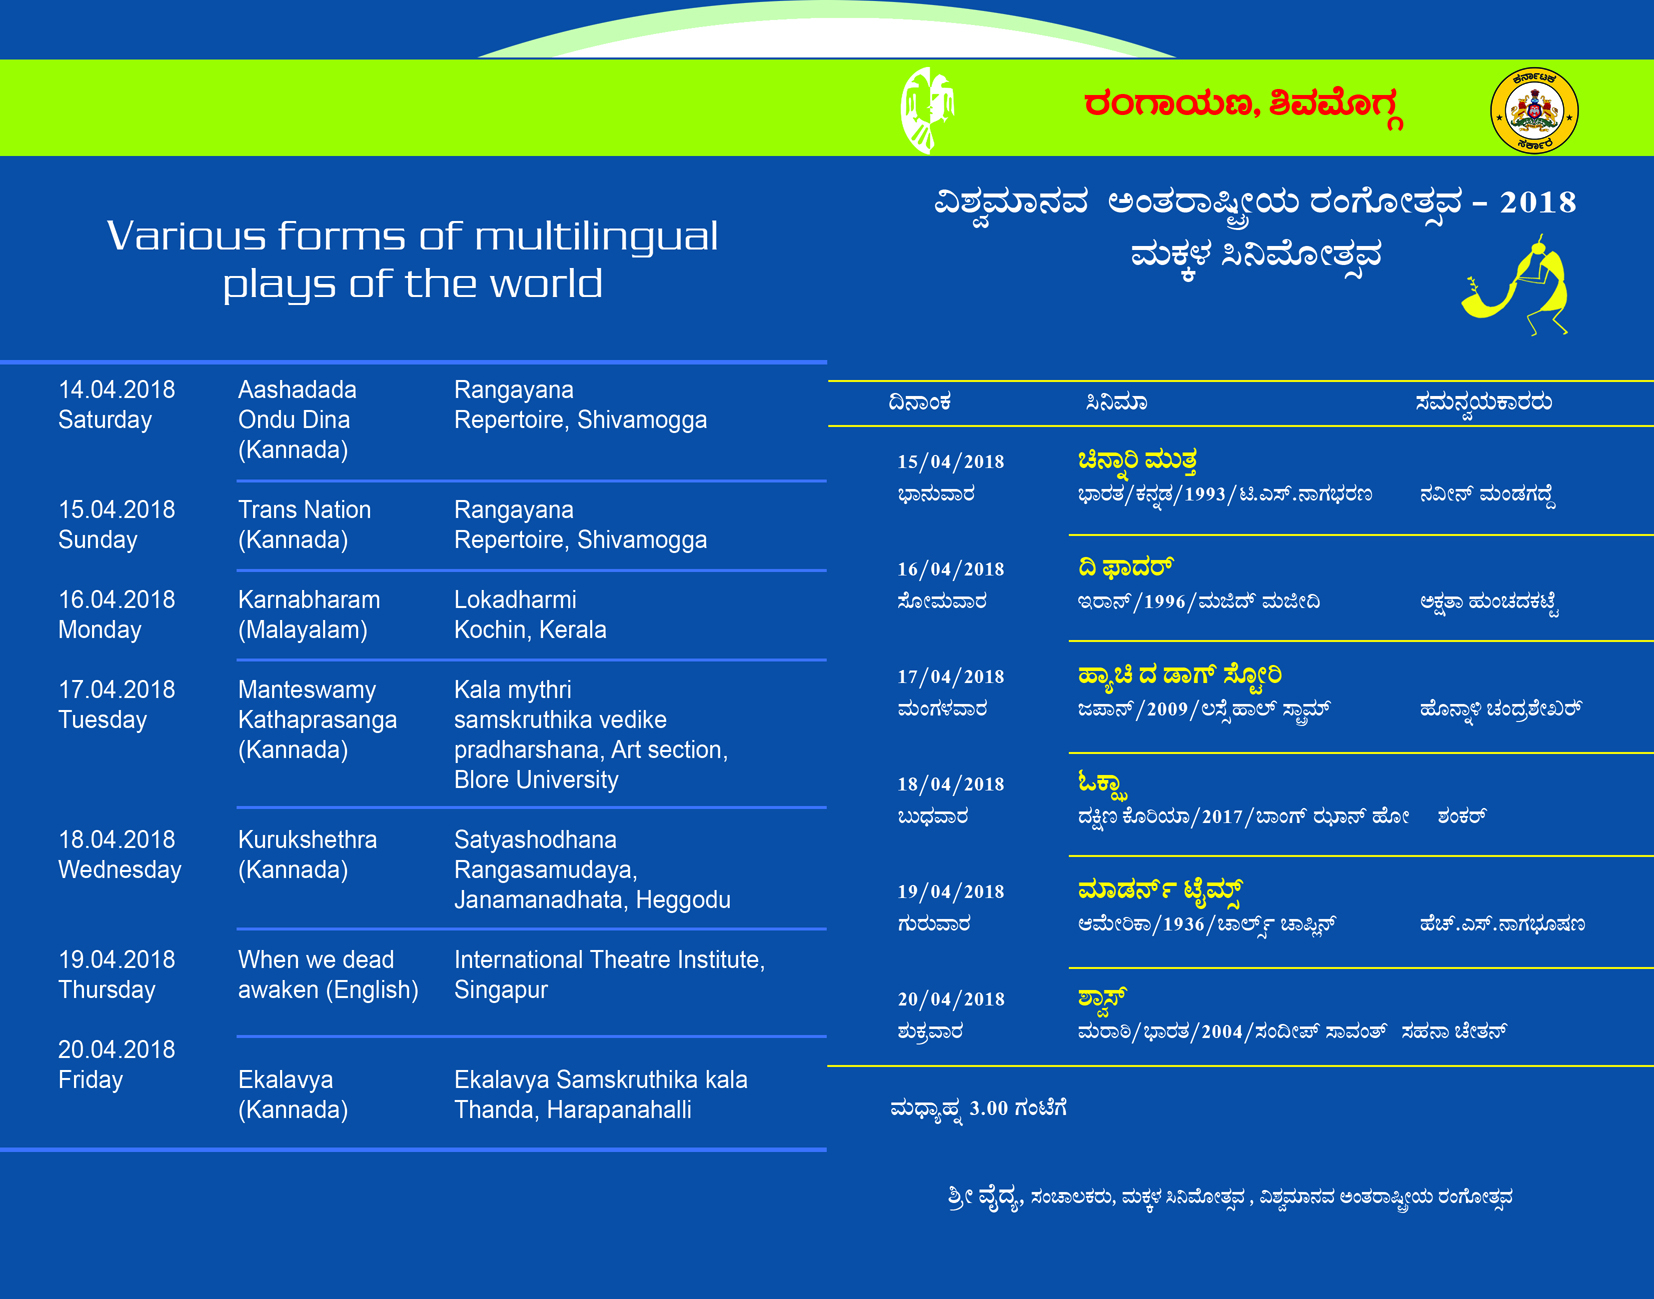 ರಂಗಾಯಣ, ಶಿವಮೊಗ್ಗ
ಕರ್ನಾಟಕ
ಸರ್ಕಾರ
Various forms of multilingual
plays of the world
14.04.2018 Aashadada Rangayana
Saturday Ondu Dina Repertoire, Shivamogga
(Kannada)
15.04.2018 Trans Nation Rangayana
Sunday (Kannada) Repertoire, Shivamogga
16.04.2018 Karnabharam Lokadharmi
Monday (Malayalam) Kochin, Kerala
17.04.2018 Manteswamy Kala mythri
Tuesday Kathaprasanga samskruthika vedike
(Kannada) pradharshana, Art section,
Blore University
18.04.2018 Kurukshethra Satyashodhana
Wednesday (Kannada) Rangasamudaya,
Janamanadhata, Heggodu
19.04.2018 When we dead International Theatre Institute,
Thursday awaken (English) Singapur
20.04.2018
Friday Ekalavya Ekalavya Samskruthika kala
(Kannada) Thanda, Harapanahalli
ವಿಶ್ವಮಾನವ ಅಂತರಾಷ್ಟ್ರೀಯ ರಂಗೋತ್ಸವ - 2018
ಮಕ್ಕಳ ಸಿನಿಮೋತ್ಸವ
ದಿನಾಂಕ ಸಿನಿಮಾ ಸಮನ್ವಯಕಾರರು
15/04/2018 ಚಿನ್ನಾರಿ ಮುತ್ತ
ಭಾನುವಾರ ಭಾರತ/ಕನ್ನಡ/1993/ಟಿ.ಎಸ್.ನಾಗಭರಣ ನವೀನ್ ಮಂಡಗದ್ದೆ
16/04/2018 ದಿ ಫಾದರ್
ಸೋಮವಾರ ಇರಾನ್/1996/ಮಜಿದ್ ಮಜೀದಿ ಅಕ್ಷತಾ ಹುಂಚದಕಟ್ಟೆ
17/04/2018 ಹ್ಯಾಚಿ ದ ಡಾಗ್ ಸ್ಟೋರಿ
ಮಂಗಳವಾರ ಜಪಾನ್/2009/ಲಸ್ಸೆ ಹಾಲ್ ಸ್ಟ್ರಾಮ್ ಹೊನ್ನಾಳಿ ಚಂದ್ರಶೇಖರ್
18/04/2018 ಓಕ್ಝಾ
ಬುಧವಾರ ದಕ್ಷಿಣ ಕೊರಿಯಾ/2017/ಬಾಂಗ್ ಝಾನ್ ಹೋ ಶಂಕರ್
19/04/2018 ಮಾಡರ್ನ್ ಟೈಮ್ಸ್
ಗುರುವಾರ ಆಮೇರಿಕಾ/1936/ಚಾರ್ಲ್ಸ್ ಚಾಪ್ಲಿನ್ ಹೆಚ್.ಎಸ್.ನಾಗಭೂಷಣ
20/04/2018 ಶ್ವಾಸ್
ಶುಕ್ರವಾರ ಮರಾಠಿ/ಭಾರತ/2004/ಸಂದೀಪ್ ಸಾವಂತ್ ಸಹನಾ ಚೇತನ್
ಮಧ್ಯಾಹ್ನ 3.00 ಗಂಟೆಗೆ
ಶ್ರೀ ವೈದ್ಯ, ಸಂಚಾಲಕರು, ಮಕ್ಕಳ ಸಿನಿಮೋತ್ಸವ , ವಿಶ್ವಮಾನವ ಅಂತರಾಷ್ಟ್ರೀಯ ರಂಗೋತ್ಸವ